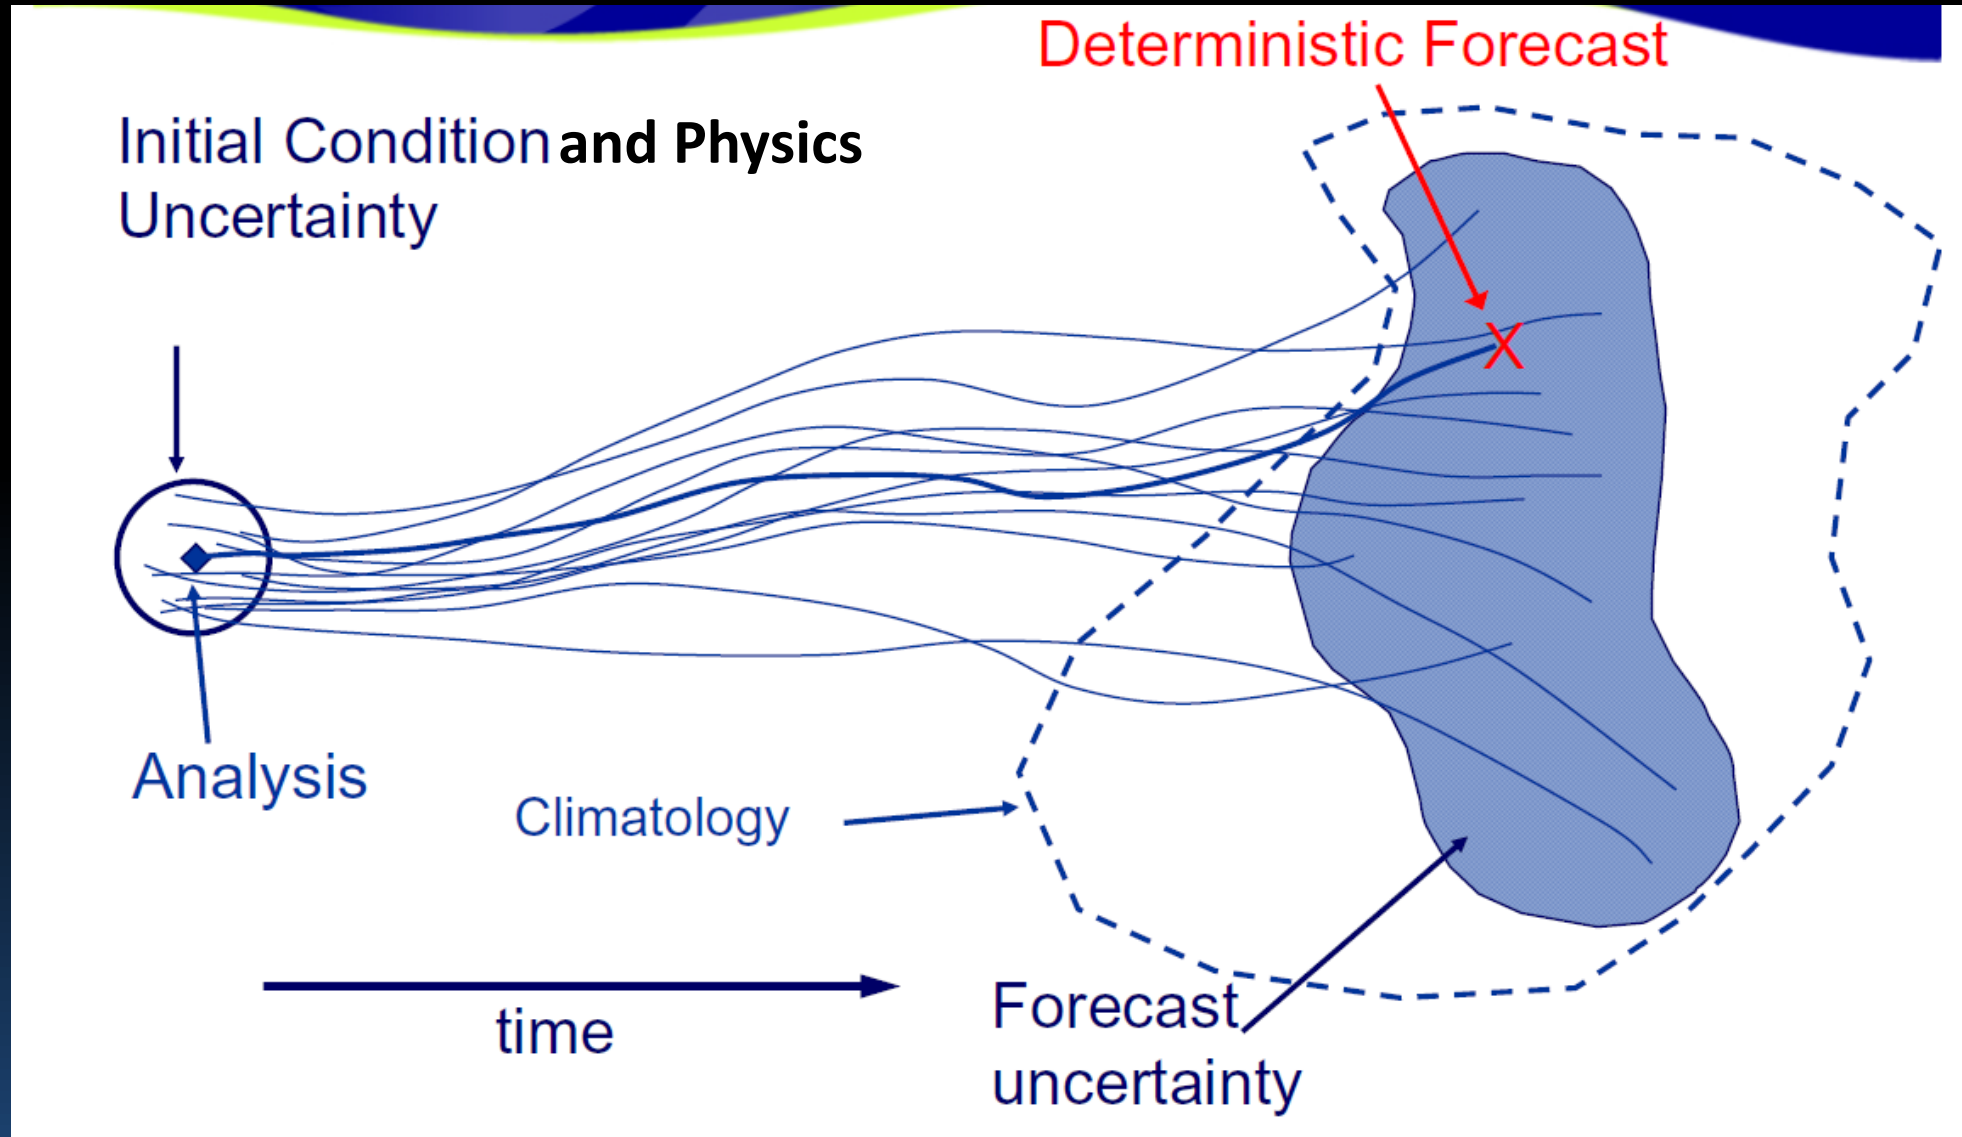 Deterministic Forecast
Initial Condition and Physics
Uncertainty
Analysis
Climatology
time
Forecast
uncertainty
X